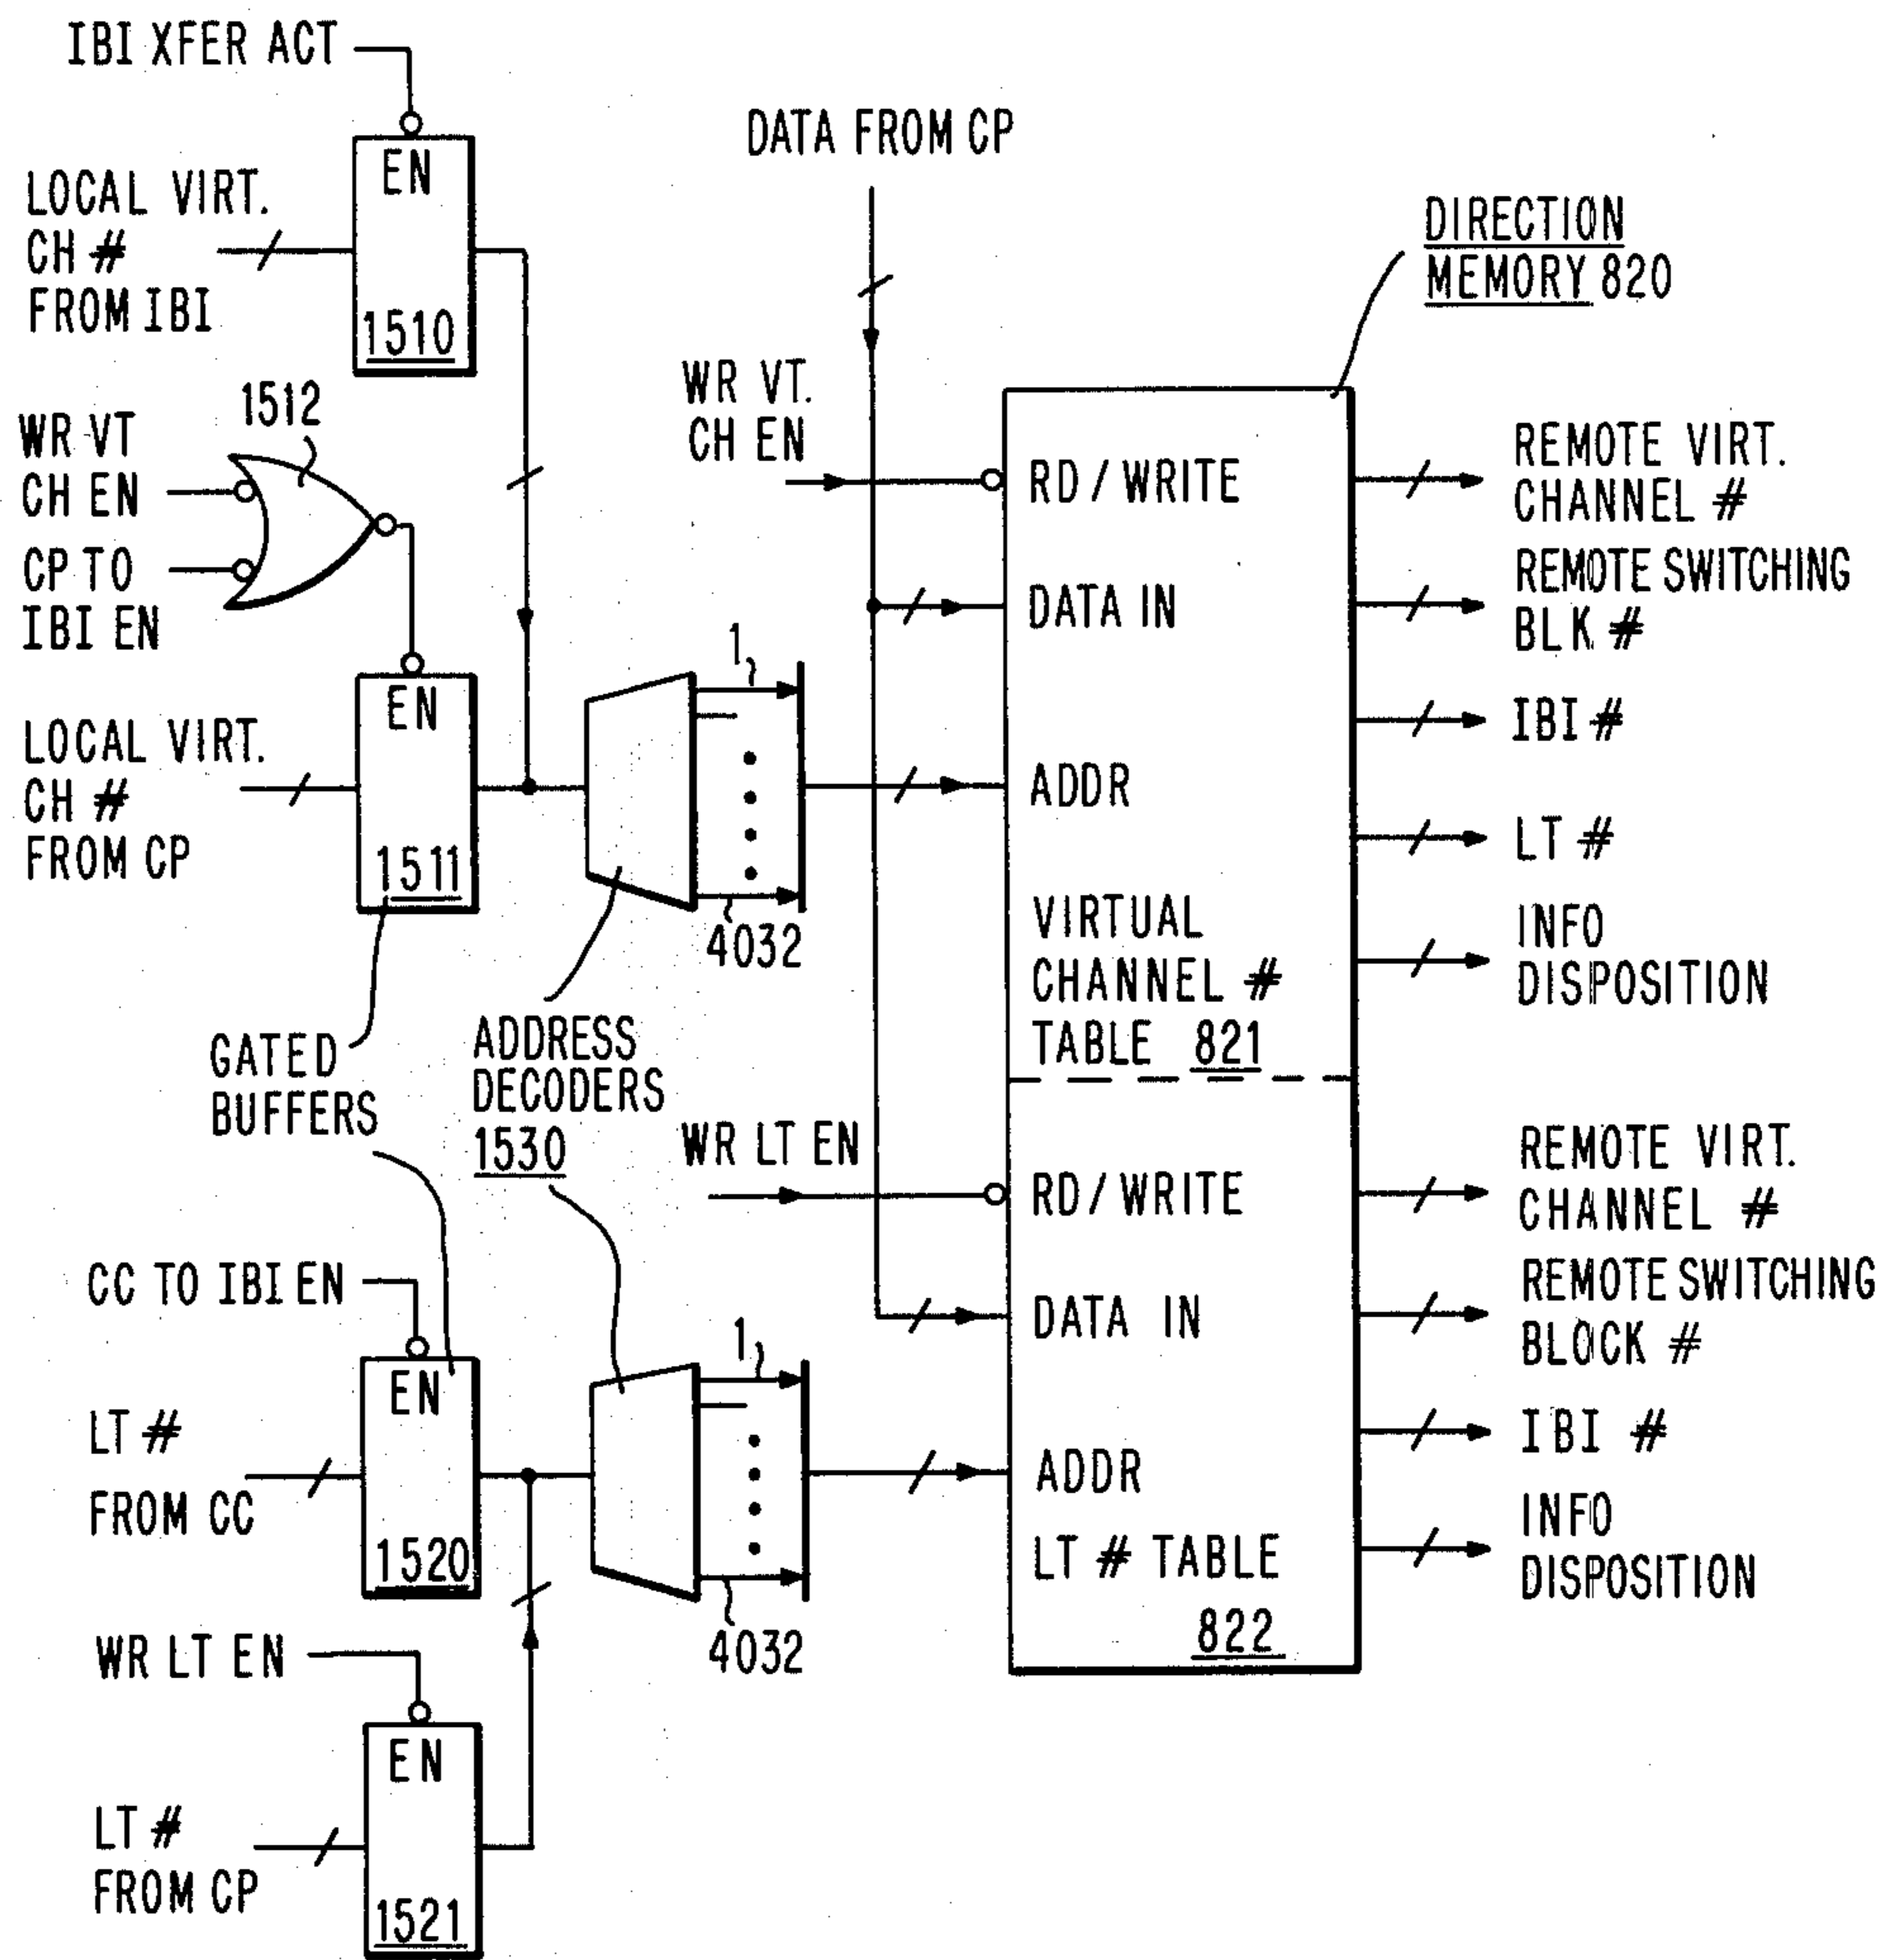 IBI XFER ACT
EN
LOCAL VIRT.
CH #
FROM IBI
1510
DATA FROM CP
DIRECTION
MEMORY 820
WR VT
CH EN
1512
CP TO
IBI EN
EN
LOCAL VIRT.
CH #
FROM CP
1511
GATED
BUFFERS
1
4032
ADDRESS
DECODERS
1530
WR VT.
CH EN
RD / WRITE
DATA IN
ADDR
VIRTUAL
CHANNEL #
TABLE 821
REMOTE VIRT.
CHANNEL #
REMOTE SWITCHING
BLK #
IBI #
LT #
INFO
DISPOSITION
CC TO IBI EN
EN
LT #
FROM CC
1520
WR LT EN
EN
LT #
FROM CP
1521
1
4032
WR LT EN
RD / WRITE
DATA IN
ADDR
LT # TABLE
822
REMOTE VIRT.
CHANNEL #
REMOTE SWITCHING
BLOCK #
IBI #
INFO
DISPOSITION